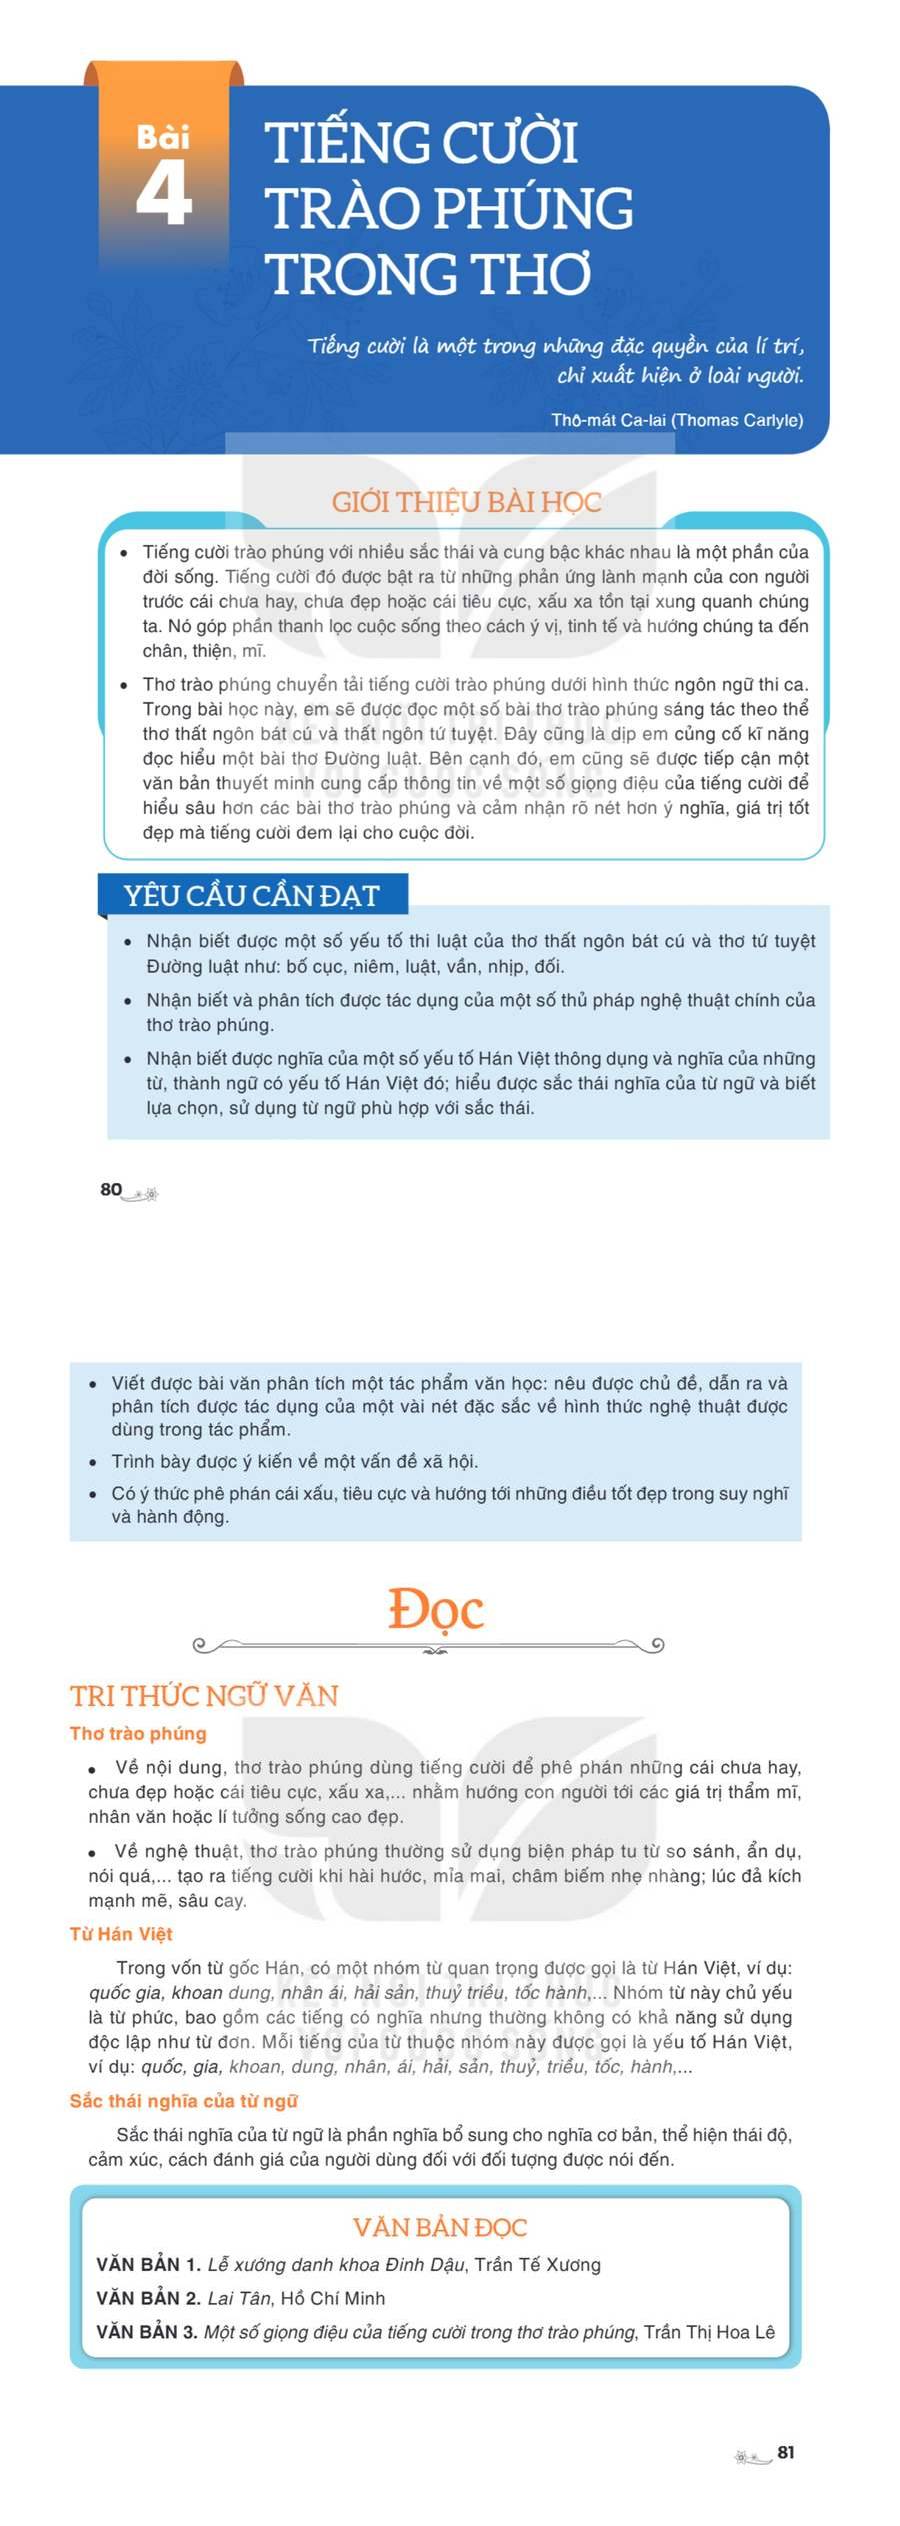 Bài
4
TIẾNG CƯỜI
TRÀO PHÚNG
TRONG THƠ
Tiếng cười là một trong những đặc quyền của lí trí,
chỉ xuất hiện ở loài người.
Thô-mát Ca-lai (Thomas Carlyle)
GIỚI THIỆU BÀI HỌC
• Tiếng cười trào phúng với nhiều sắc thái và cung bậc khác nhau là một phần của
đời sống. Tiếng cười đó được bật ra từ những phản ứng lành mạnh của con người
trước cái chưa hay, chưa đẹp hoặc cái tiêu cực, xấu xa tồn tại xung quanh chúng
ta. Nó góp phần thanh lọc cuộc sống theo cách ý vị, tinh tế và hướng chúng ta đến
chân, thiện, mĩ.
• Thơ trào phúng chuyển tải tiếng cười trào phúng dưới hình thức ngôn ngữ thi ca.
Trong bài học này, em sẽ được đọc một số bài thơ trào phúng sáng tác theo thể
thơ thất ngôn bát cú và thất ngôn tứ tuyệt. Đây cũng là dịp em củng cố kĩ năng
đọc hiểu một bài thơ Đường luật. Bên cạnh đó, em cũng sẽ được tiếp cận một
văn bản thuyết minh cung cấp thông tin về một số giọng điệu của tiếng cười để
hiểu sâu hơn các bài thơ trào phúng và cảm nhận rõ nét hơn ý nghĩa, giá trị tốt
đẹp mà tiếng cười đem lại cho cuộc đời.
KẾT NỐI TRI THỨC
VỚI CUỘC SỐNG
YÊU CẦU CẦN ĐẠT
• Nhận biết được một số yếu tố thi luật của thơ thất ngôn bát cú và thơ tứ tuyệt
Đường luật như: bố cục, niêm, luật, vần, nhịp, đối.
• Nhận biết và phân tích được tác dụng của một số thủ pháp nghệ thuật chính của
thơ trào phúng.
• Nhận biết được nghĩa của một số yếu tố Hán Việt thông dụng và nghĩa của những
từ, thành ngữ có yếu tố Hán Việt đó; hiểu được sắc thái nghĩa của từ ngữ và biết
lựa chọn, sử dụng từ ngữ phù hợp với sắc thái.
80
• Viết được bài văn phân tích một tác phẩm văn học: nêu được chủ đề, dẫn ra và
phân tích được tác dụng của một vài nét đặc sắc về hình thức nghệ thuật được
dùng trong tác phẩm.
• Trình bày được ý kiến về một vấn đề xã hội.
• Có ý thức phê phán cái xấu, tiêu cực và hướng tới những điều tốt đẹp trong suy nghĩ
và hành động.
Đọc
TRI THỨC NGỮ VĂN
Thơ trào phúng
• Về nội dung, thơ trào phúng dùng tiếng cười để phê phán những cái chưa hay,
chưa đẹp hoặc cái tiêu cực, xấu xa,... nhằm hướng con người tới các giá trị thẩm mĩ,
nhân văn hoặc lí tưởng sống cao đẹp.
• Về nghệ thuật, thơ trào phúng thường sử dụng biện pháp tu từ so sánh, ẩn dụ,
nói quá,... tạo ra tiếng cười khi hài hước, mỉa mai, châm biếm nhẹ nhàng; lúc đả kích
mạnh mẽ, sâu cay.
Từ Hán Việt
Trong vốn từ gốc Hán, có một nhóm từ quan trọng được gọi là từ Hán Việt, ví dụ:
quốc gia, khoan dung, nhân ái, hải sản, thuỷ triều, tốc hành,... Nhóm từ này chủ yếu
là từ phức, bao gồm các tiếng có nghĩa nhưng thường không có khả năng sử dụng
độc lập như từ đơn. Mỗi tiếng của từ thuộc nhóm này được gọi là yếu tố Hán Việt,
ví dụ: quốc, gia, khoan, dung, nhân, ái, hải, sản, thuỷ, triều, tốc, hành,...
KẾT NỐI TRI THỨC
VỚI CUỘC SỐNG
Sắc thái nghĩa của từ ngữ
Sắc thái nghĩa của từ ngữ là phần nghĩa bổ sung cho nghĩa cơ bản, thể hiện thái độ,
cảm xúc, cách đánh giá của người dùng đối với đối tượng được nói đến.
VĂN BẢN ĐỌC
VĂN BẢN 1. Lễ xướng danh khoa Đinh Dậu, Trần Tế Xương
VĂN BẢN 2. Lai Tân, Hồ Chí Minh
VĂN BẢN 3. Một số giọng điệu của tiếng cười trong thơ trào phúng, Trần Thị Hoa Lê
81